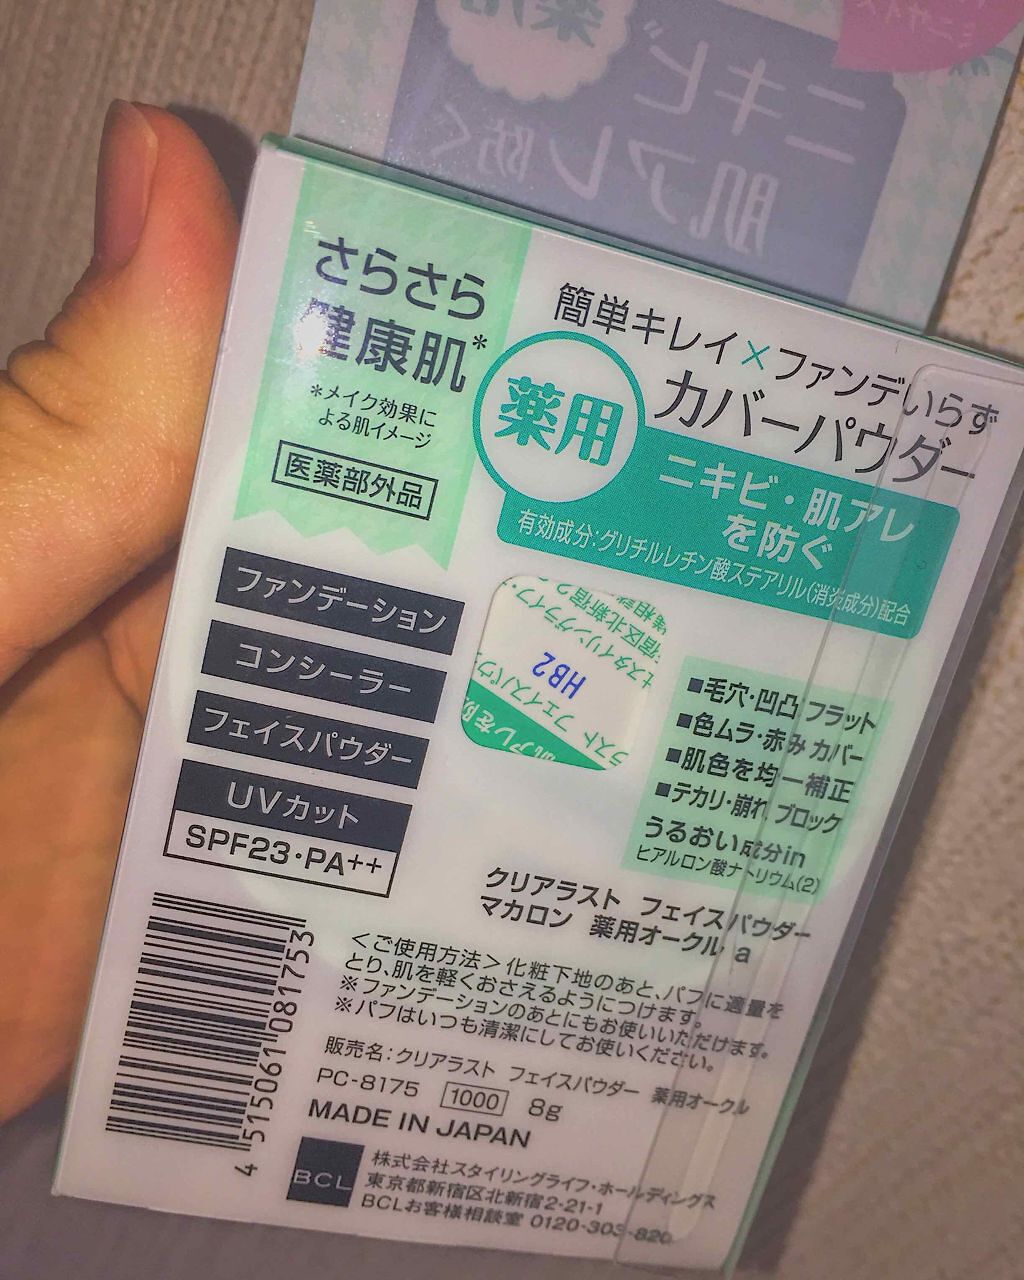 薬用
ニキビ
肌アレ防ぐ
ミニサイズ
さらさら
健康肌*
*メイク効果に
よる肌イメージ
医薬部外品
簡単キレイ×ファンデいらず
カバーパウダー
薬用
ニキビ・肌アレ
を防ぐ
有効成分:グリチルレチン酸ステアリル(消炎成分)配合
ファンデーション
コンシーラー
フェイスパウダー
UVカット
SPF23・PA++
HB2
■毛穴・凹凸 フラット
■色ムラ・赤み カバー
■肌色を均一補正
■テカリ・崩れ ブロック
うるおい成分in
ヒアルロン酸ナトリウム(2)
クリアラスト フェイスパウダー
マカロン 薬用オークル a
<ご使用方法>化粧下地のあと、パフに適量を
とり、肌を軽くおさえるようにつけます。
※ファンデーションのあとにもお使いいただけます。
※パフはいつも清潔にしてお使いください。
販売名:クリアラスト フェイスパウダー 薬用オークル
PC-8175 1000 8g
MADE IN JAPAN
4 515061 081753
BCL
株式会社スタイリングライフ・ホールディングス
東京都新宿区北新宿2-21-1
BCLお客様相談室 0120-303-820